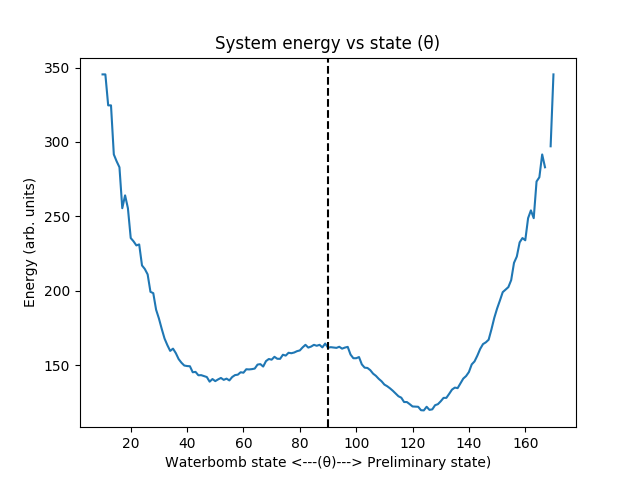 System energy vs state (θ)
350
300
250
200
150
Energy (arb. units)
20 40 60 80 100 120 140 160
Waterbomb state <---(θ)---> Preliminary state)